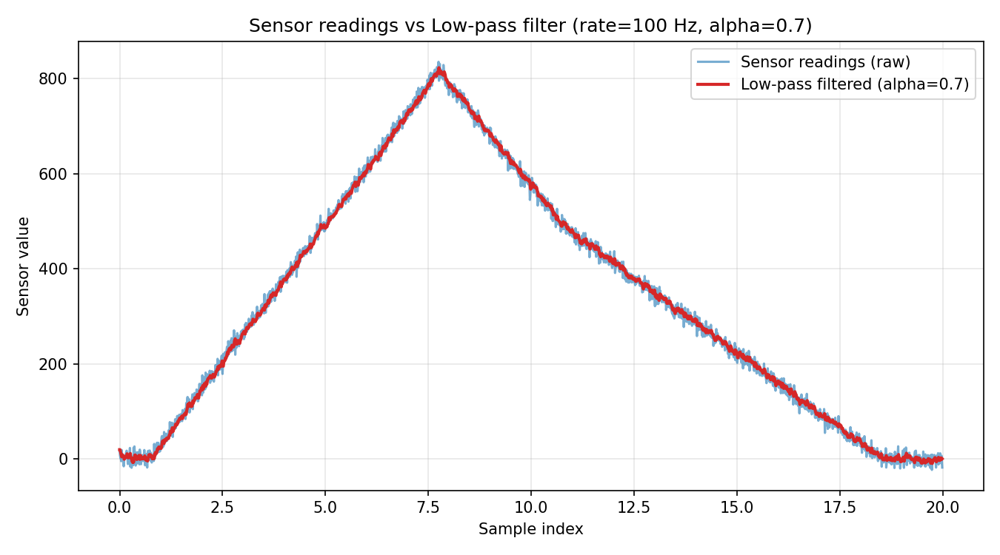 Sensor readings vs Low-pass filter (rate=100 Hz, alpha=0.7)
Sensor readings (raw)
Low-pass filtered (alpha=0.7)
Sensor value
800
600
400
200
0
0.0 2.5 5.0 7.5 10.0 12.5 15.0 17.5 20.0
Sample index